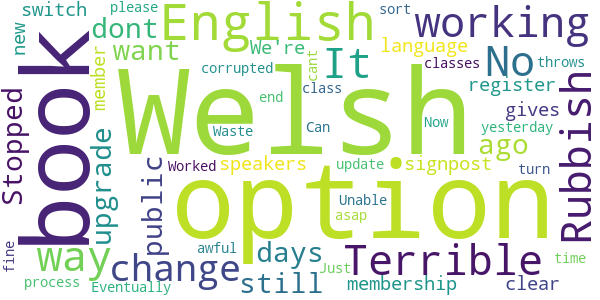 switch please English working
new dont want We're It No sort
language
member corrupted cant classes throws
book Welsh register
Stopped end class gives Rubbish
Waste Can Now yesterday
upgrade public Worked speakers update signpost ago turn
option
Unable
asap
way change awful days Just Terrible
fine still membership clear time
process Eventually